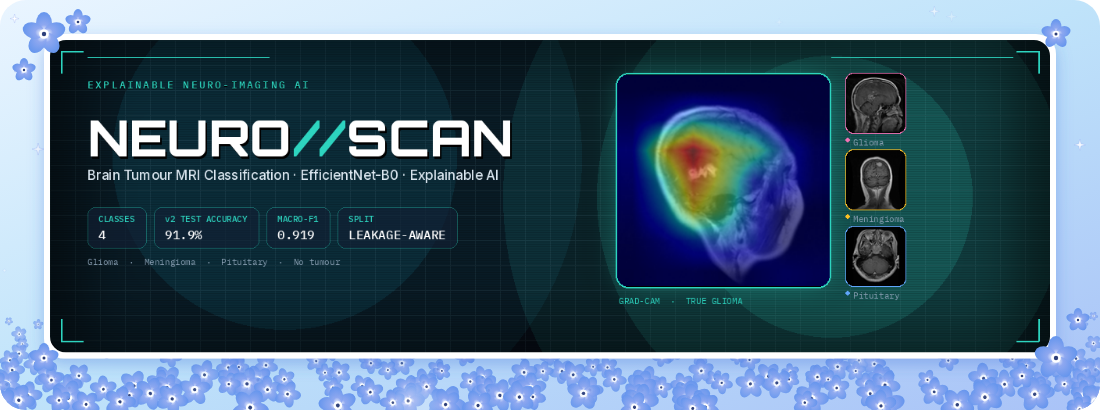 EXPLAINABLE NEURO-IMAGING AI
NEURO//SCAN
Brain Tumour MRI Classification · EfficientNet-B0 · Explainable AI
CLASSES
4
v2 TEST ACCURACY
91.9%
MACRO-F1
0.919
SPLIT
LEAKAGE-AWARE
Glioma · Meningioma · Pituitary · No tumour
GRAD-CAM · TRUE GLIOMA
Glioma
Meningioma
Pituitary